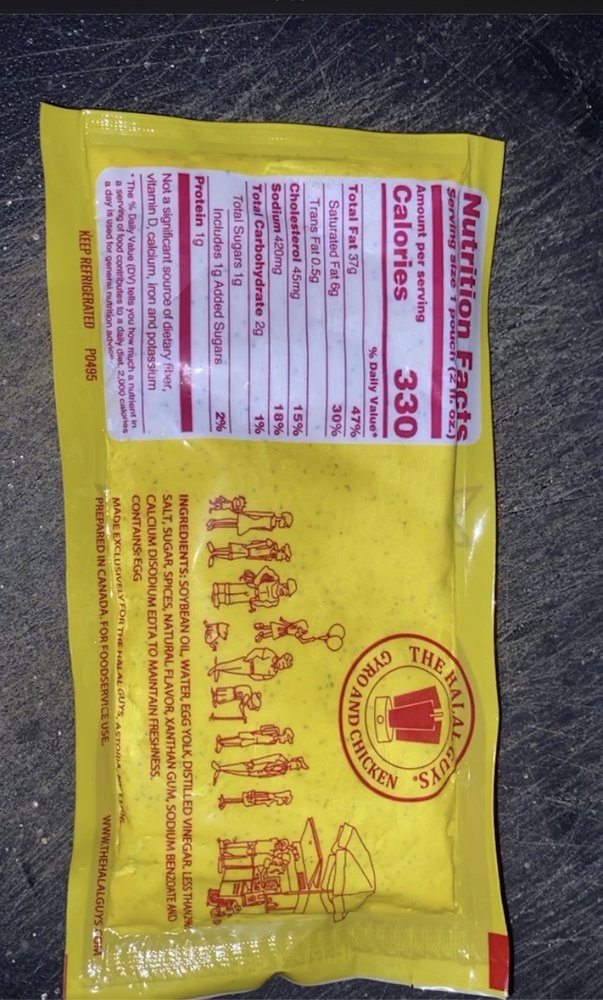 Nutrition Facts
Serving size 1 pouch (2 fl. oz.)
Amount per serving
Calories 330
% Daily Value*
Total Fat 37g 47%
Saturated Fat 6g 30%
Trans Fat 0.5g
Cholesterol 45mg 15%
Sodium 420mg 18%
Total Carbohydrate 2g 1%
Total Sugars 1g
Includes 1g Added Sugars 2%
Protein 1g
Not a significant source of dietary fiber,
vitamin D, calcium, iron and potassium
* The % Daily Value (DV) tells you how much a nutrient in
a serving of food contributes to a daily diet. 2,000 calories
a day is used for general nutrition advice.
KEEP REFRIGERATED P0495
THE HALAL GUYS
GYRO AND CHICKEN
INGREDIENTS: SOYBEAN OIL, WATER, EGG YOLK, DISTILLED VINEGAR, LESS THAN 2%:
SALT, SUGAR, SPICES, NATURAL FLAVOR, XANTHAN GUM, SODIUM BENZOATE AND
CALCIUM DISODIUM EDTA TO MAINTAIN FRESHNESS.
CONTAINS: EGG
MADE EXCLUSIVELY FOR THE HALAL GUYS, ASTORIA,
PREPARED IN CANADA. FOR FOODSERVICE USE. WWW.THEHALALGUYS.COM